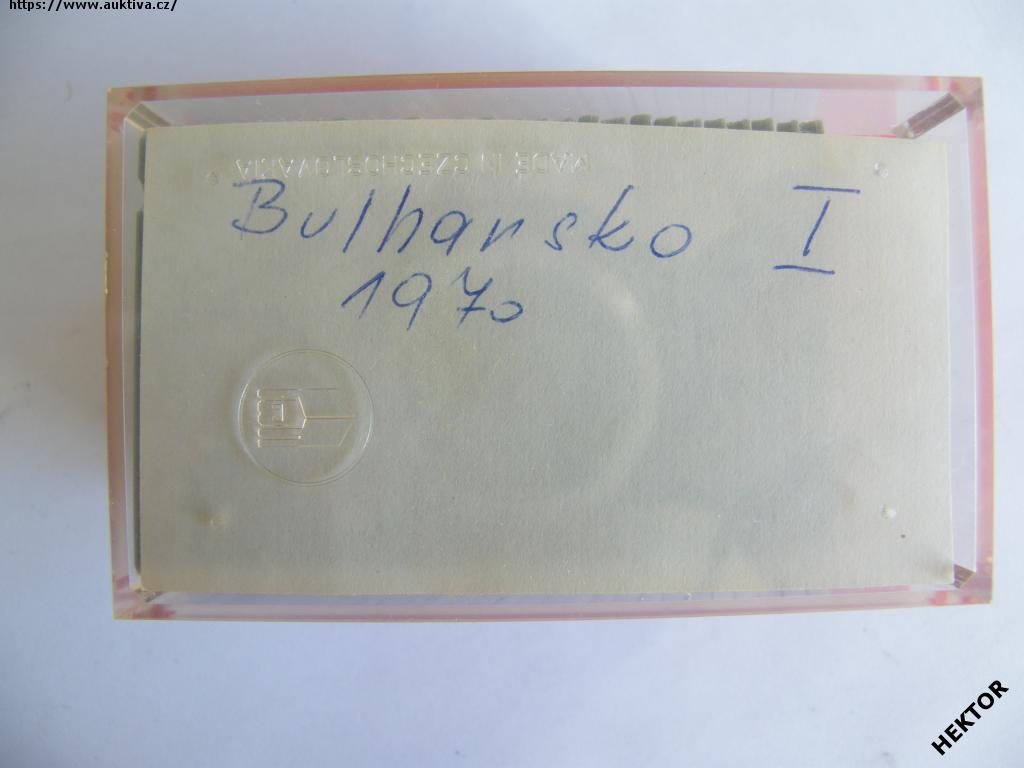 https://www.auktiva.cz/
MADE IN CZECHOSLOVAKIA
Bulharsko I
1970
HEKTOR